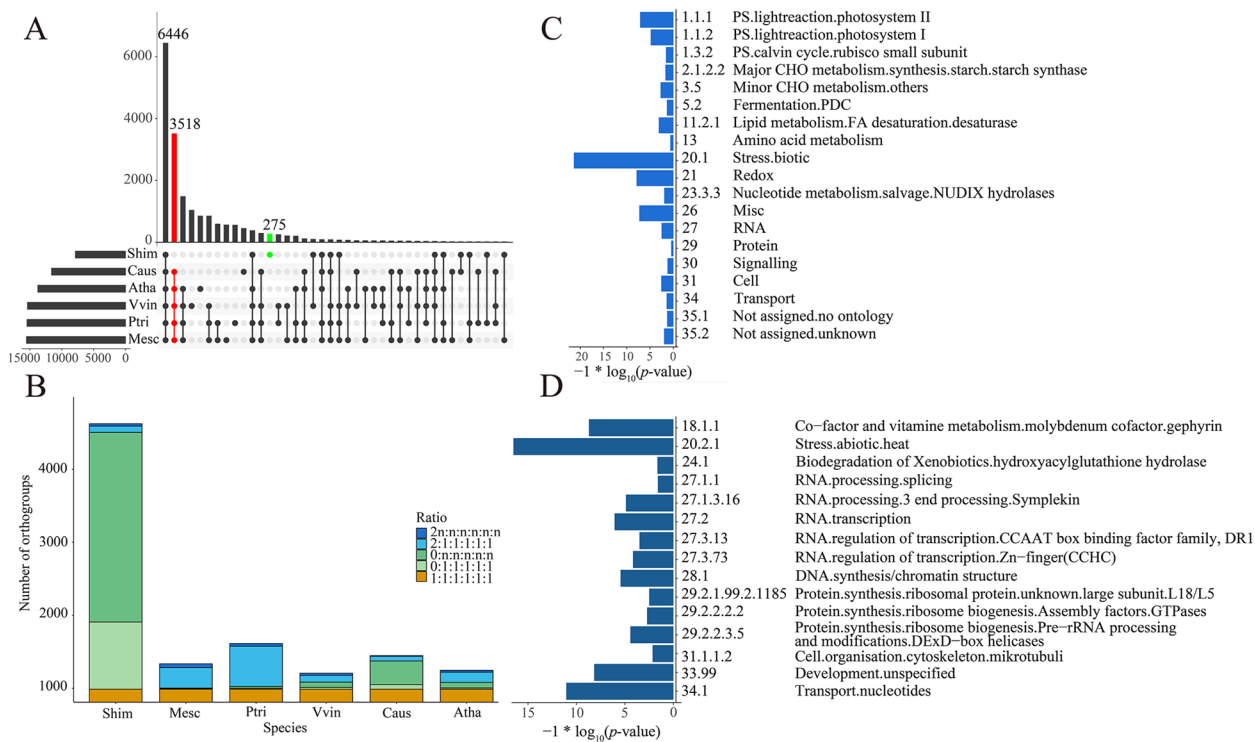 A
6446
3518
275
6000
4000
2000
0
Shim
Caus
Atha
Vvin
Ptri
Mesc
15000 10000 5000 0
B
Number of orthogroups
4000
3000
2000
1000
Ratio
2n:n:n:n:n:n
2:1:1:1:1:1
0:n:n:n:n:n
0:1:1:1:1:1
1:1:1:1:1:1
Shim Mesc Ptri Vvin Caus Atha
Species
C
1.1.1 PS.lightreaction.photosystem II
1.1.2 PS.lightreaction.photosystem I
1.3.2 PS.calvin cycle.rubisco small subunit
2.1.2.2 Major CHO metabolism.synthesis.starch.starch synthase
3.5 Minor CHO metabolism.others
5.2 Fermentation.PDC
11.2.1 Lipid metabolism.FA desaturation.desaturase
13 Amino acid metabolism
20.1 Stress.biotic
21 Redox
23.3.3 Nucleotide metabolism.salvage.NUDIX hydrolases
26 Misc
27 RNA
29 Protein
30 Signalling
31 Cell
34 Transport
35.1 Not assigned.no ontology
35.2 Not assigned.unknown
20 15 10 5 0
−1 * log10(p-value)
D
18.1.1 Co−factor and vitamine metabolism.molybdenum cofactor.gephyrin
20.2.1 Stress.abiotic.heat
24.1 Biodegradation of Xenobiotics.hydroxyacylglutathione hydrolase
27.1.1 RNA.processing.splicing
27.1.3.16 RNA.processing.3 end processing.Symplekin
27.2 RNA.transcription
27.3.13 RNA.regulation of transcription.CCAAT box binding factor family, DR1
27.3.73 RNA.regulation of transcription.Zn−finger(CCHC)
28.1 DNA.synthesis/chromatin structure
29.2.1.99.2.1185 Protein.synthesis.ribosomal protein.unknown.large subunit.L18/L5
29.2.2.2.2 Protein.synthesis.ribosome biogenesis.Assembly factors.GTPases
29.2.2.3.5 Protein.synthesis.ribosome biogenesis.Pre−rRNA processing
and modifications.DExD−box helicases
31.1.1.2 Cell.organisation.cytoskeleton.mikrotubuli
33.99 Development.unspecified
34.1 Transport.nucleotides
15 10 5 0
−1 * log10(p-value)